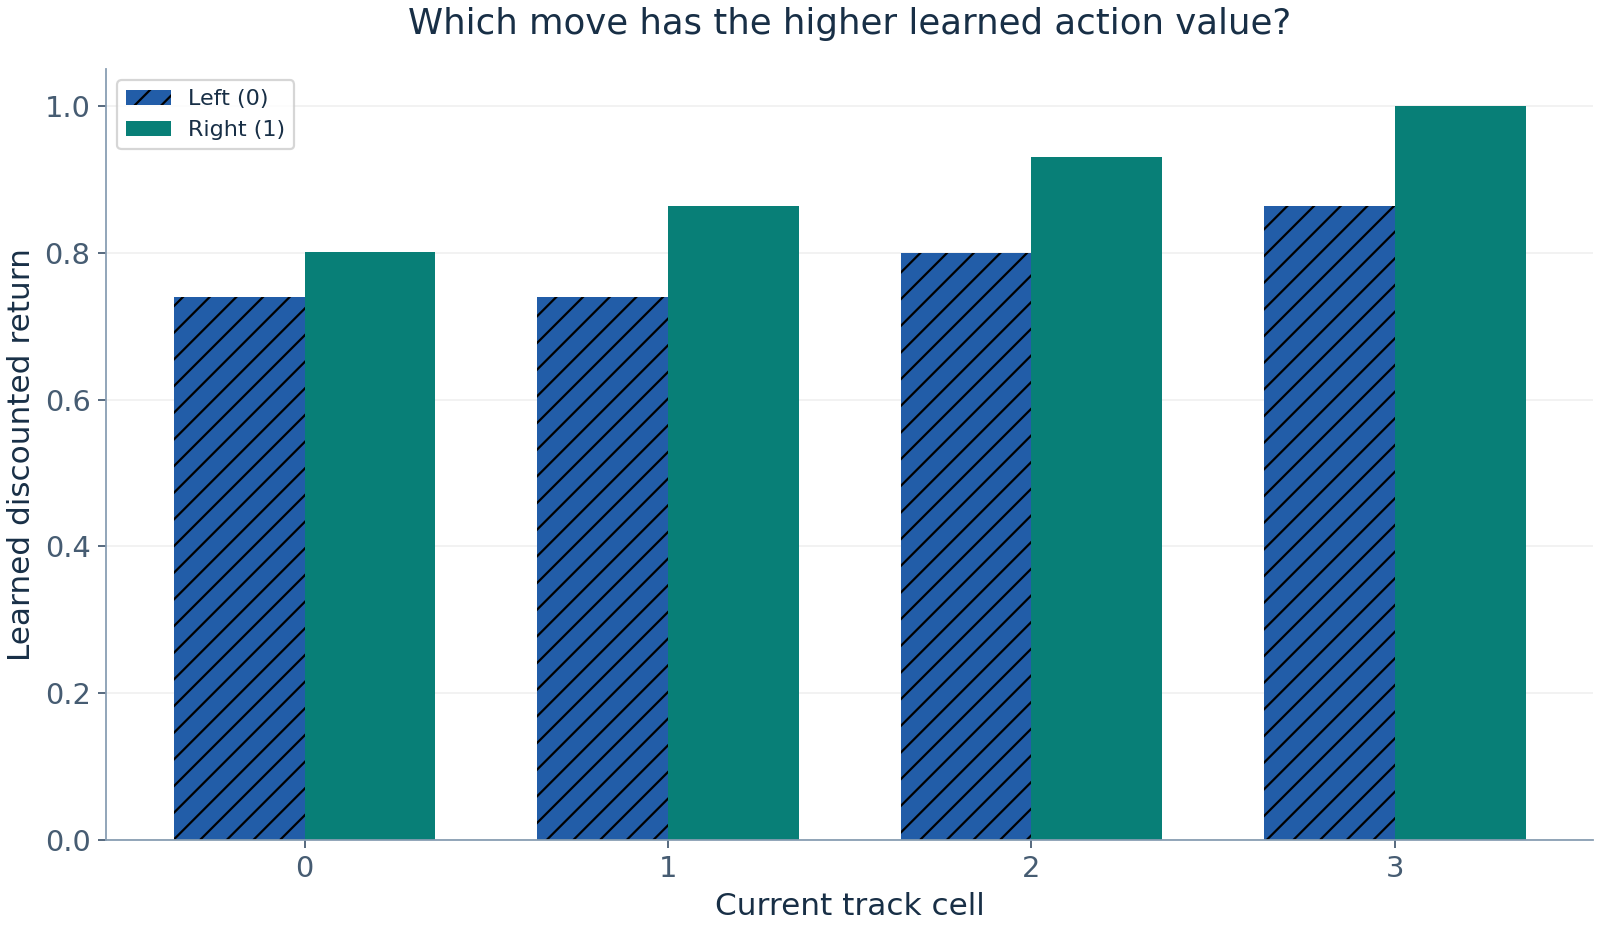 Which move has the higher learned action value?
Left (0)
Right (1)
Learned discounted return
1.0
0.8
0.6
0.4
0.2
0.0
0 1 2 3
Current track cell